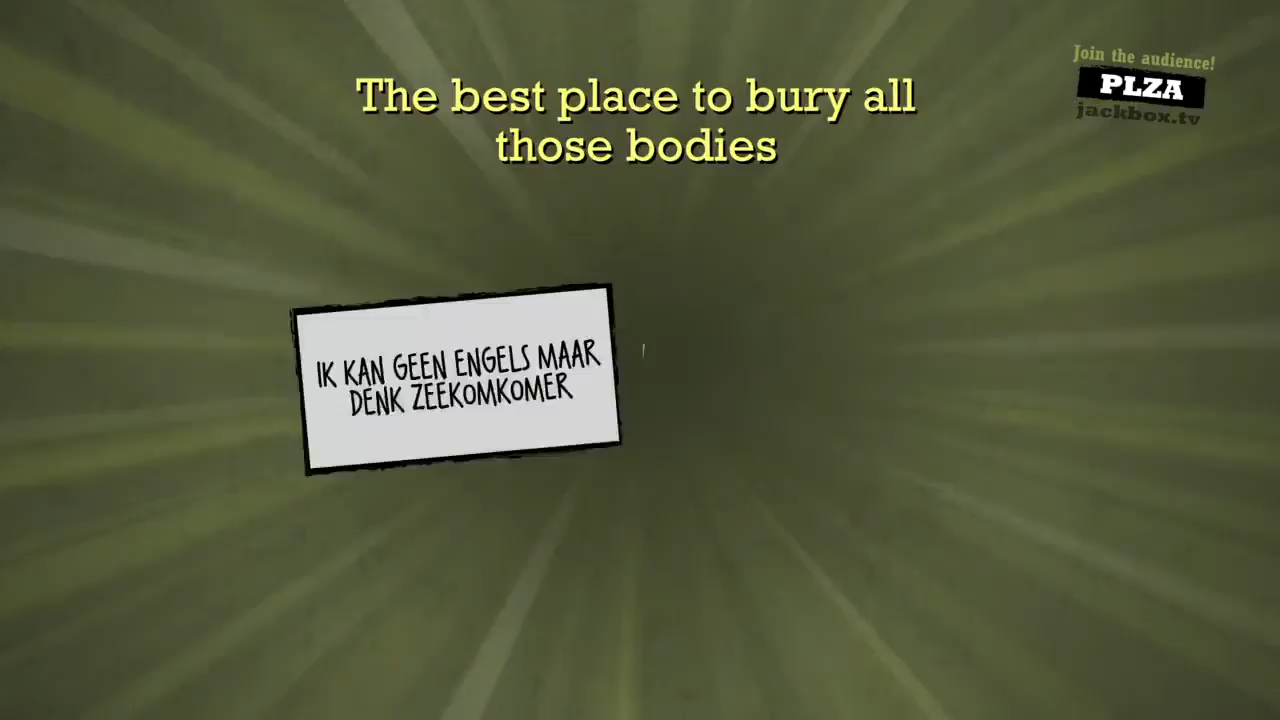 Join the audience!
PLZA
jackbox.tv
The best place to bury all
those bodies
IK KAN GEEN ENGELS MAAR
DENK ZEEKOMKOMER